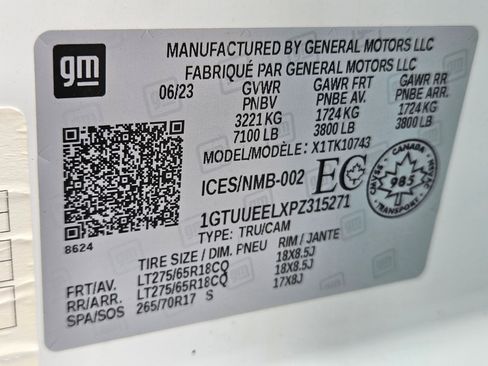 gm
MANUFACTURED BY GENERAL MOTORS LLC
FABRIQUÉ PAR GENERAL MOTORS LLC
06/23 GVWR GAWR FRT GAWR RR
PNBV PNBE AV. PNBE ARR.
3221 KG 1724 KG 1724 KG
7100 LB 3800 LB 3800 LB
MODEL/MODÈLE: X1TK10743
ICES/NMB-002 EC
CANADA
CMVSS 985 NSVAC
TRANSPORT
1GTUUEELXPZ315271
TYPE: TRU/CAM
8624
TIRE SIZE / DIM. PNEU RIM / JANTE
FRT/AV. LT275/65R18CQ 18X8.5J
RR/ARR. LT275/65R18CQ 18X8.5J
SPA/SOS 265/70R17 S 17X8J